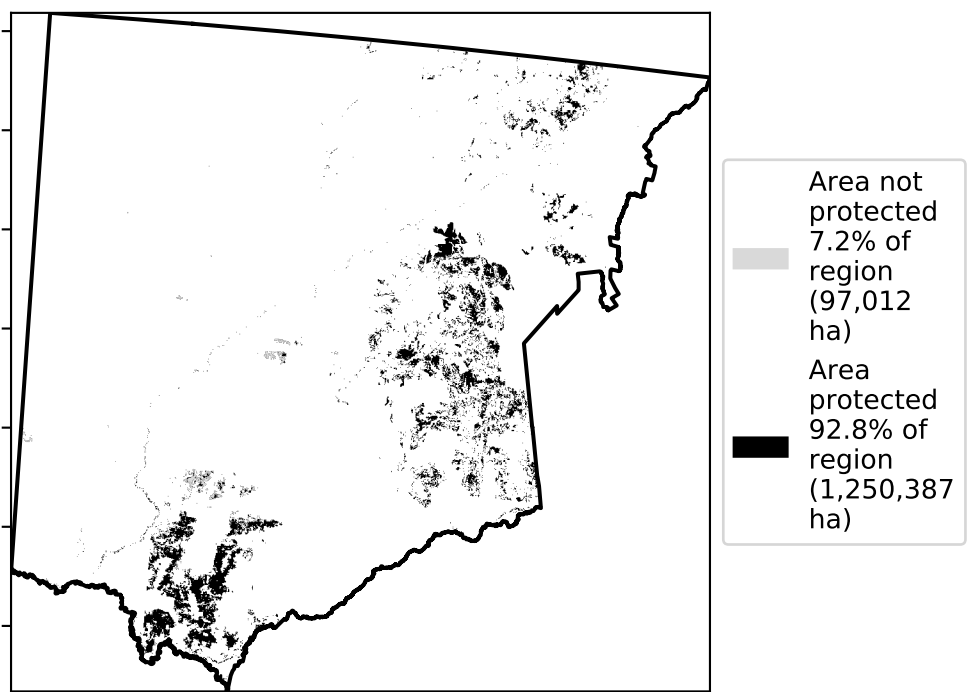 Area not
protected
7.2% of
region
(97,012
ha)
Area
protected
92.8% of
region
(1,250,387
ha)